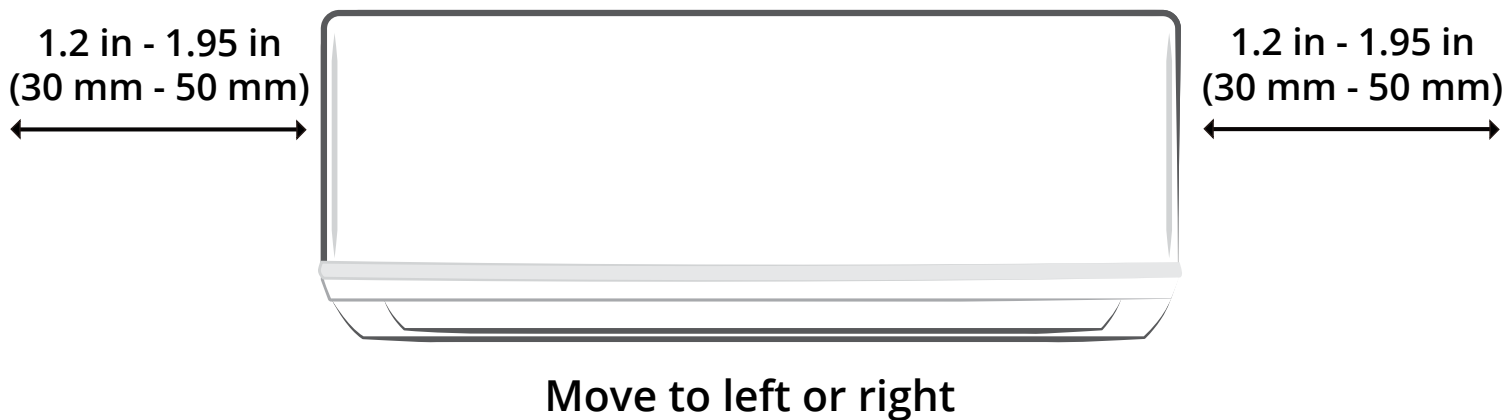 1.2 in - 1.95 in
(30 mm - 50 mm)
1.2 in - 1.95 in
(30 mm - 50 mm)
Move to left or right